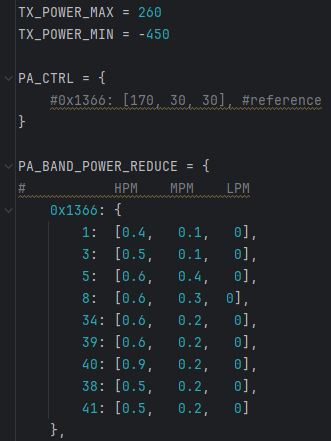 TX_POWER_MAX = 260
TX_POWER_MIN = -450
PA_CTRL = {
#0x1366: [170, 30, 30], #reference
}
PA_BAND_POWER_REDUCE = {
# HPM MPM LPM
0x1366: {
1: [0.4, 0.1, 0],
3: [0.5, 0.1, 0],
5: [0.6, 0.4, 0],
8: [0.6, 0.3, 0],
34: [0.6, 0.2, 0],
39: [0.6, 0.2, 0],
40: [0.9, 0.2, 0],
38: [0.5, 0.2, 0],
41: [0.5, 0.2, 0]
},